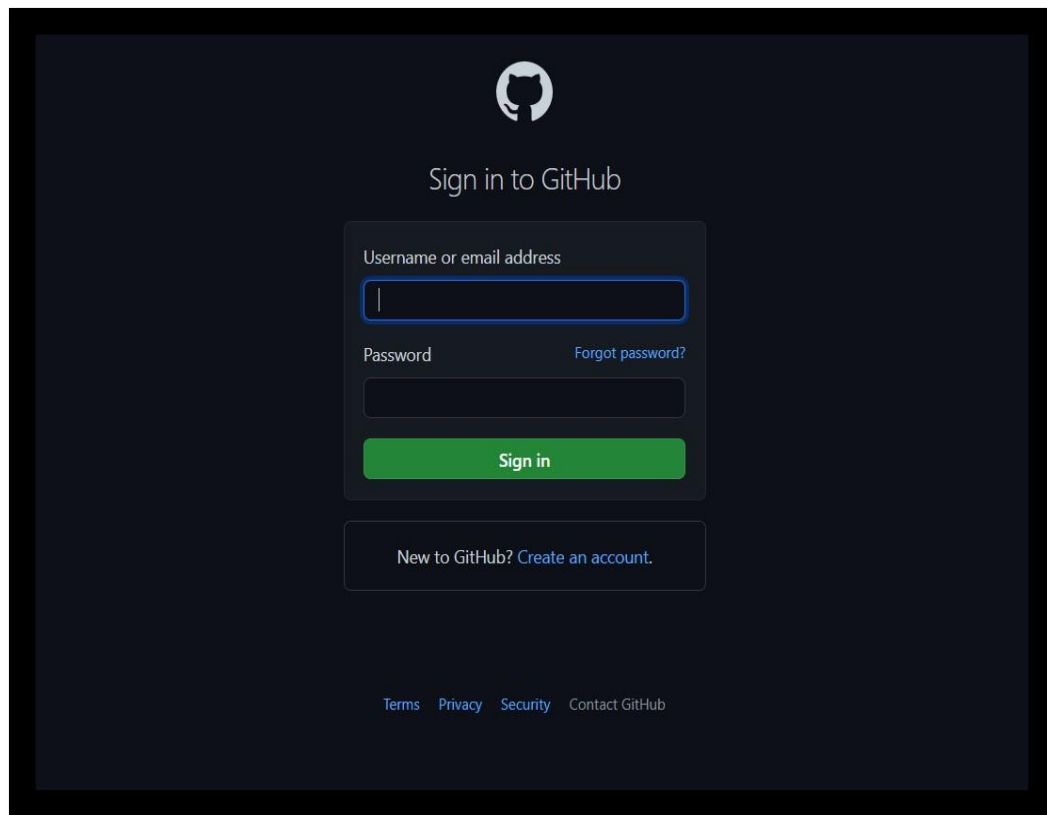 Sign in to GitHub
Username or email address
Password Forgot password?
Sign in
New to GitHub? Create an account.
Terms Privacy Security Contact GitHub